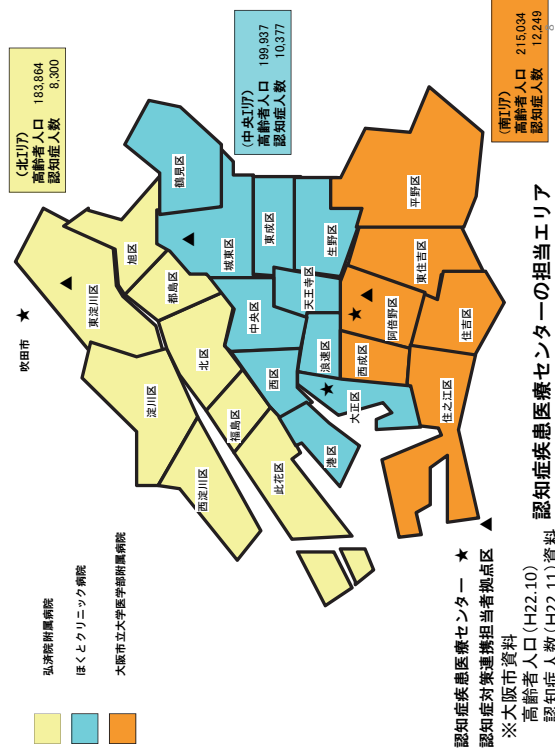 (北エリア)
高齢者人口 183,864
認知症人数 8,300
(中央エリア)
高齢者人口 199,937
認知症人数 10,377
(南エリア)
高齢者人口 215,034
認知症人数 12,249
吹田市 ★
東淀川区
▲
淀川区
旭区
鶴見区
都島区
城東区
▲
西淀川区
北区
東成区
中央区
福島区
此花区
西区
天王寺区
生野区
浪速区
港区
大正区
★
西成区
阿倍野区
★
▲
東住吉区
平野区
住之江区
住吉区
弘済院附属病院
ほくとクリニック病院
大阪市立大学医学部附属病院
認知症疾患医療センター ★
認知症対策連携担当者拠点区 ▲
※大阪市資料
高齢者人口(H22.10)
認知症人数(H22.11)資料
認知症疾患医療センターの担当エリア
8